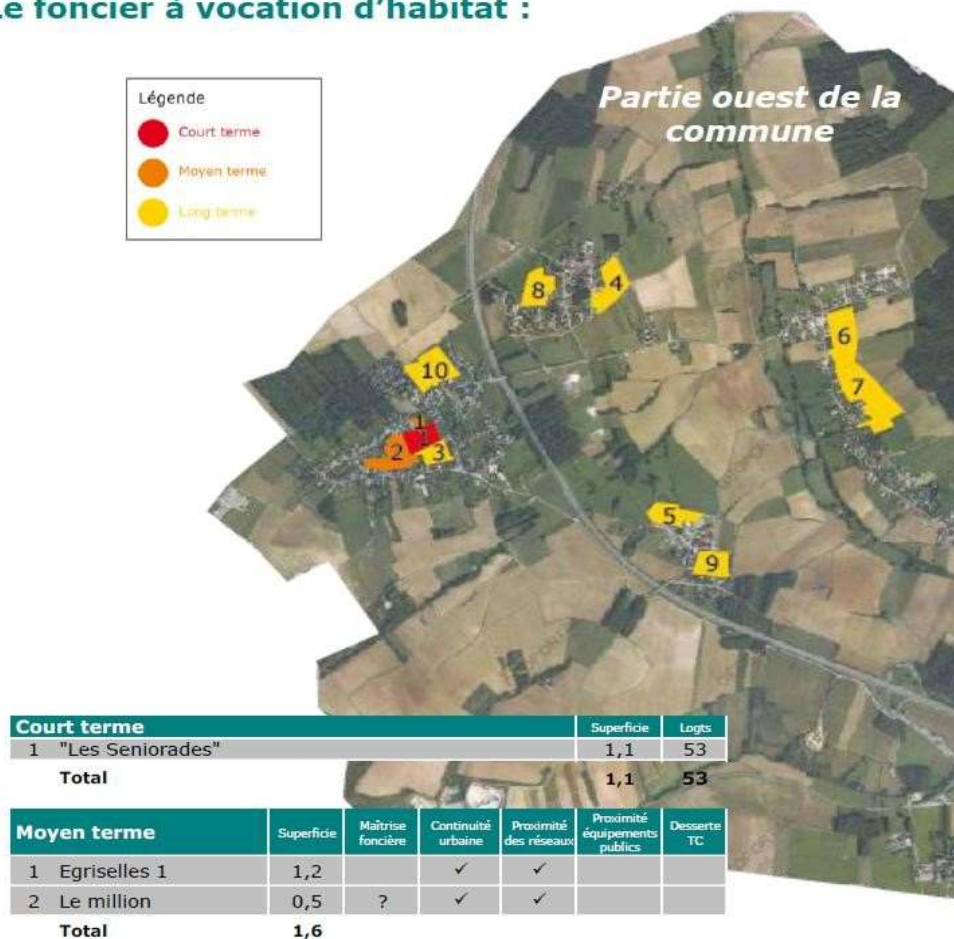 Le foncier à vocation d’habitat :
Légende
Court terme
Moyen terme
Long terme
Partie ouest de la
commune
8
4
6
10
7
1
1
2
3
5
9
Court terme Superficie Logts
1 "Les Seniorades" 1,1 53
Total 1,1 53
Moyen terme Superficie Maîtrise foncière Continuité urbaine Proximité des réseaux Proximité équipements publics Desserte TC
1 Egriselles 1 1,2 ✓ ✓
2 Le million 0,5 ? ✓ ✓
Total 1,6